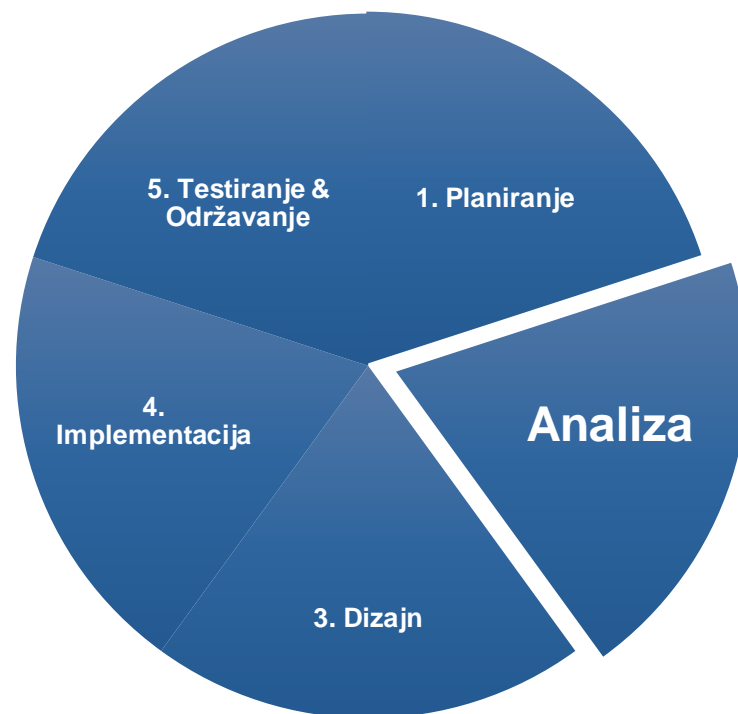 1. Planiranje
Analiza
3. Dizajn
4.
Implementacija
5. Testiranje &
Održavanje